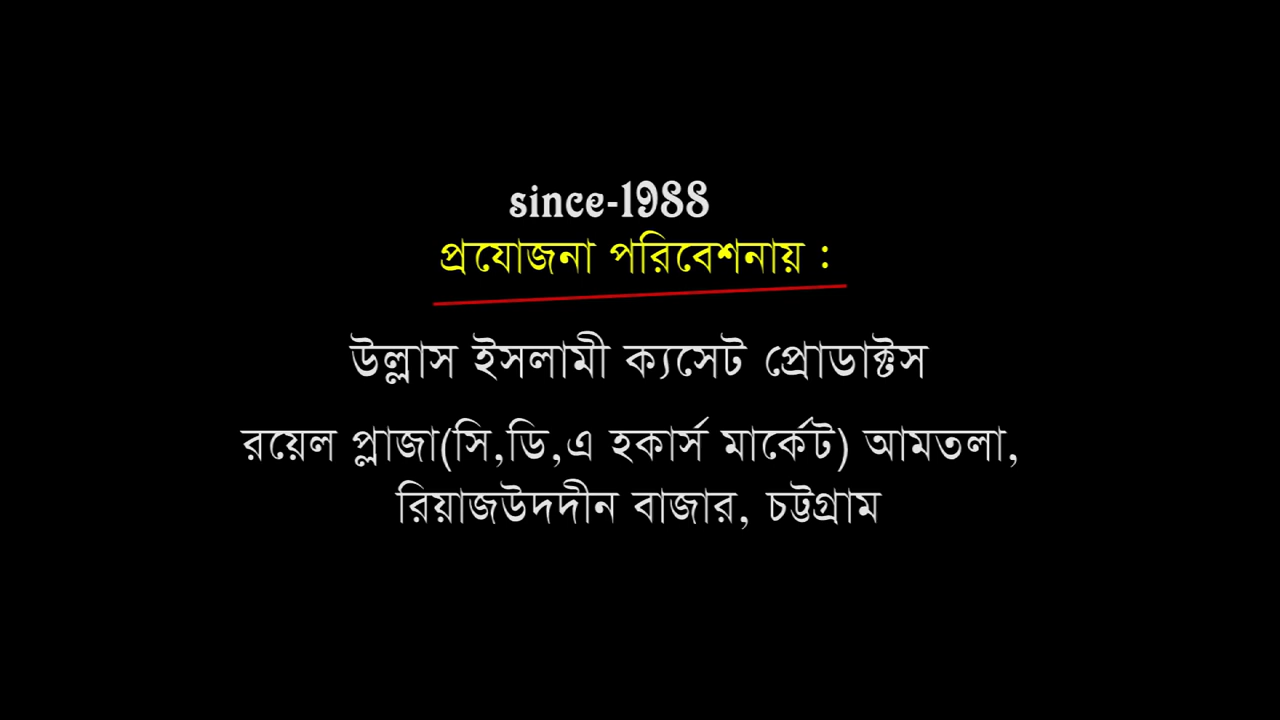 since-1988
প্রযোজনা পরিবেশনায় :
উল্লাস ইসলামী ক্যসেট প্রোডাক্টস
রয়েল প্লাজা(সি,ডি,এ হকার্স মার্কেট) আমতলা,
রিয়াজউদদীন বাজার, চট্টগ্রাম